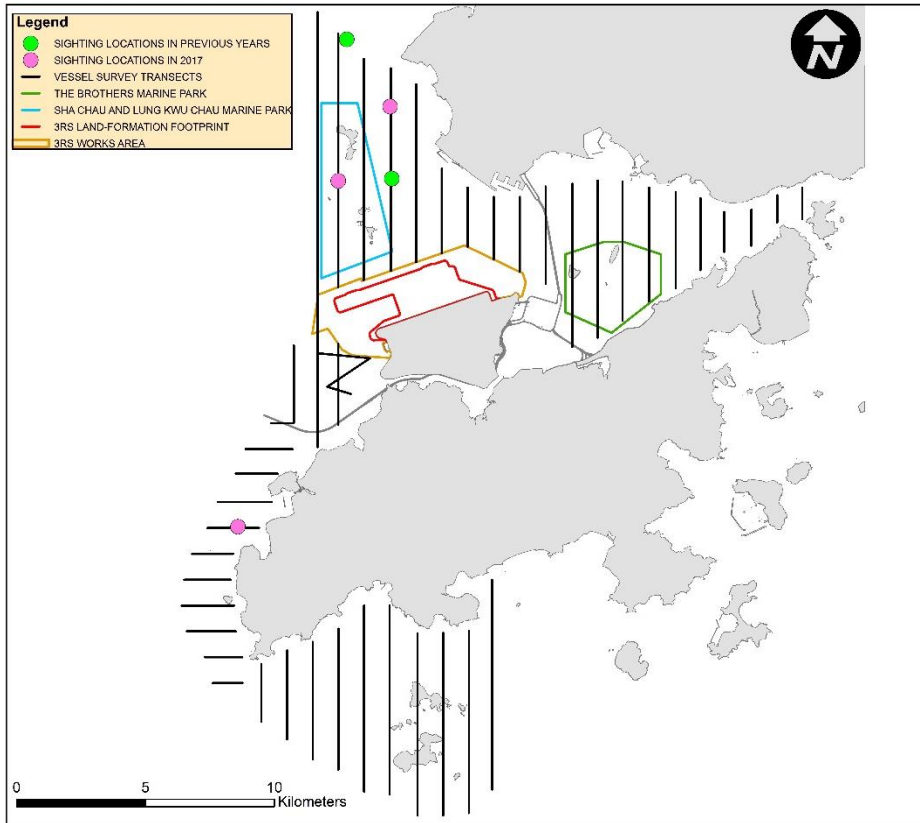 Legend
SIGHTING LOCATIONS IN PREVIOUS YEARS
SIGHTING LOCATIONS IN 2017
VESSEL SURVEY TRANSECTS
THE BROTHERS MARINE PARK
SHA CHAU AND LUNG KWU CHAU MARINE PARK
3RS LAND-FORMATION FOOTPRINT
3RS WORKS AREA
N
0 5 10
Kilometers